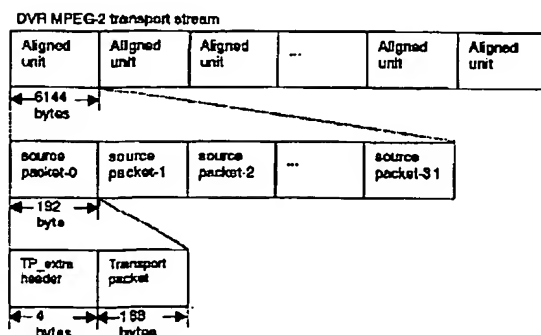 DVR MPEG-2 transport stream
Aligned unit Aligned unit Aligned unit ... Aligned unit Aligned unit
6144 bytes
source packet-0 source packet-1 source packet-2 ... source packet-31
192 byte
TP_extra header Transport packet
4 bytes 188 bytes